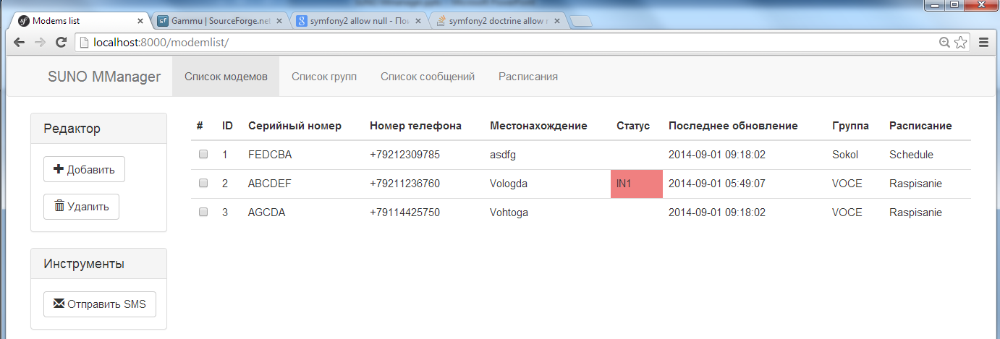 Modems list
Gammu | SourceForge.net
symfony2 allow null - Пои
symfony2 doctrine allow
localhost:8000/modemlist/
SUNO MManager Список модемов Список групп Список сообщений Расписания
Редактор
Добавить
Удалить
Инструменты
Отправить SMS
# ID Серийный номер Номер телефона Местонахождение Статус Последнее обновление Группа Расписание
1 FEDCBA +79212309785 asdfg 2014-09-01 09:18:02 Sokol Schedule
2 ABCDEF +79211236760 Vologda IN1 2014-09-01 05:49:07 VOCE Raspisanie
3 AGCDA +79114425750 Vohtoga 2014-09-01 09:18:02 VOCE Raspisanie